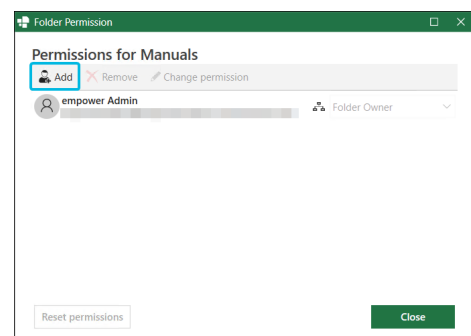 Folder Permission
Permissions for Manuals
Add Remove Change permission
empower Admin
Folder Owner
Reset permissions Close